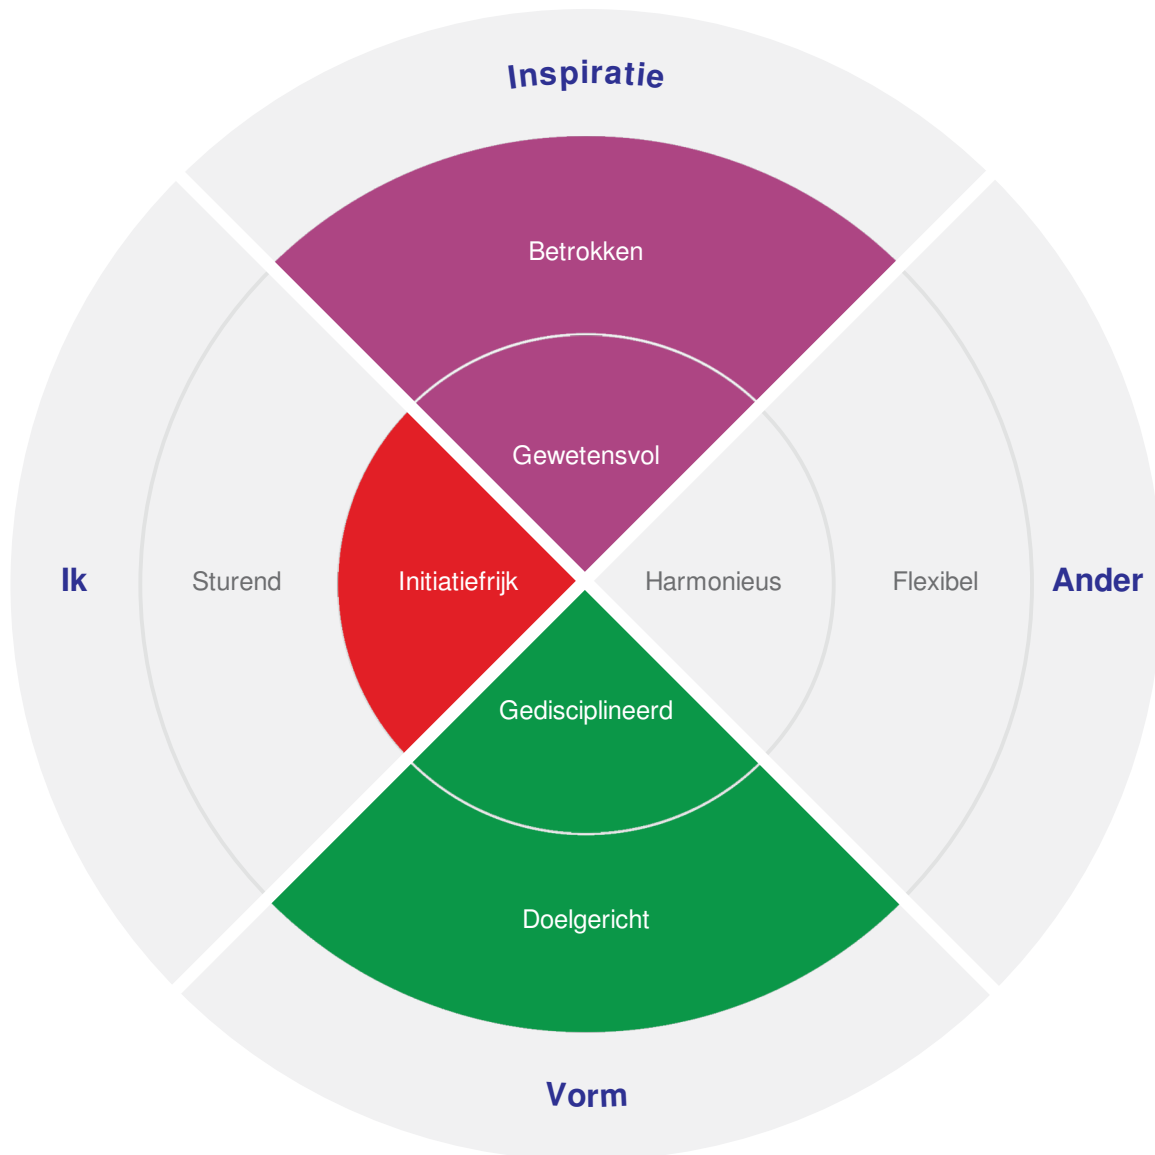 Inspiratie
Betrokken
Gewetensvol
Ik
Sturend
Initiatiefrijk
Harmonieus
Flexibel
Ander
Gedisciplineerd
Doelgericht
Vorm